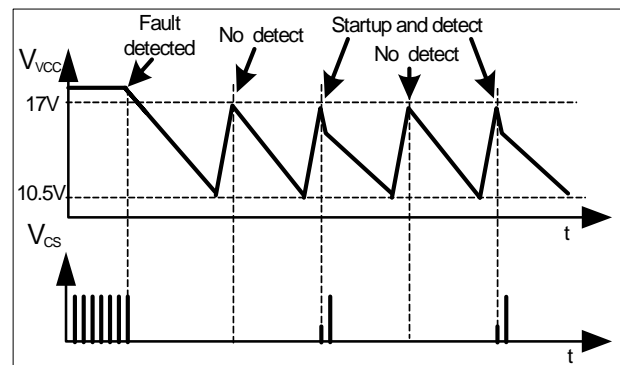 Fault
detected
No detect
Startup and detect
No detect
VVCC
17V
10.5V
t
VCS
t